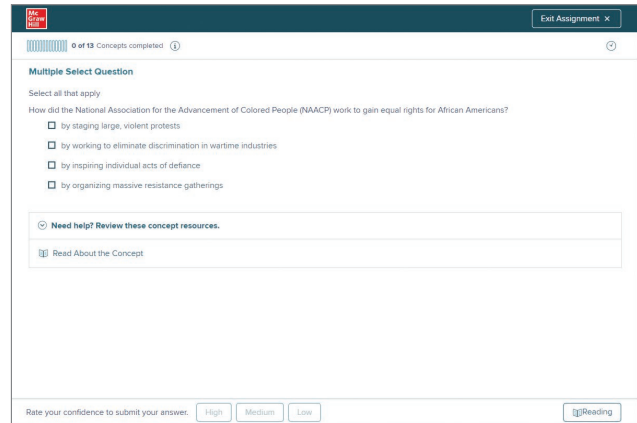 Mc
Graw
Hill
Exit Assignment ×
0 of 13 Concepts completed
Multiple Select Question
Select all that apply
How did the National Association for the Advancement of Colored People (NAACP) work to gain equal rights for African Americans?
by staging large, violent protests
by working to eliminate discrimination in wartime industries
by inspiring individual acts of defiance
by organizing massive resistance gatherings
Need help? Review these concept resources.
Read About the Concept
Rate your confidence to submit your answer. High Medium Low Reading